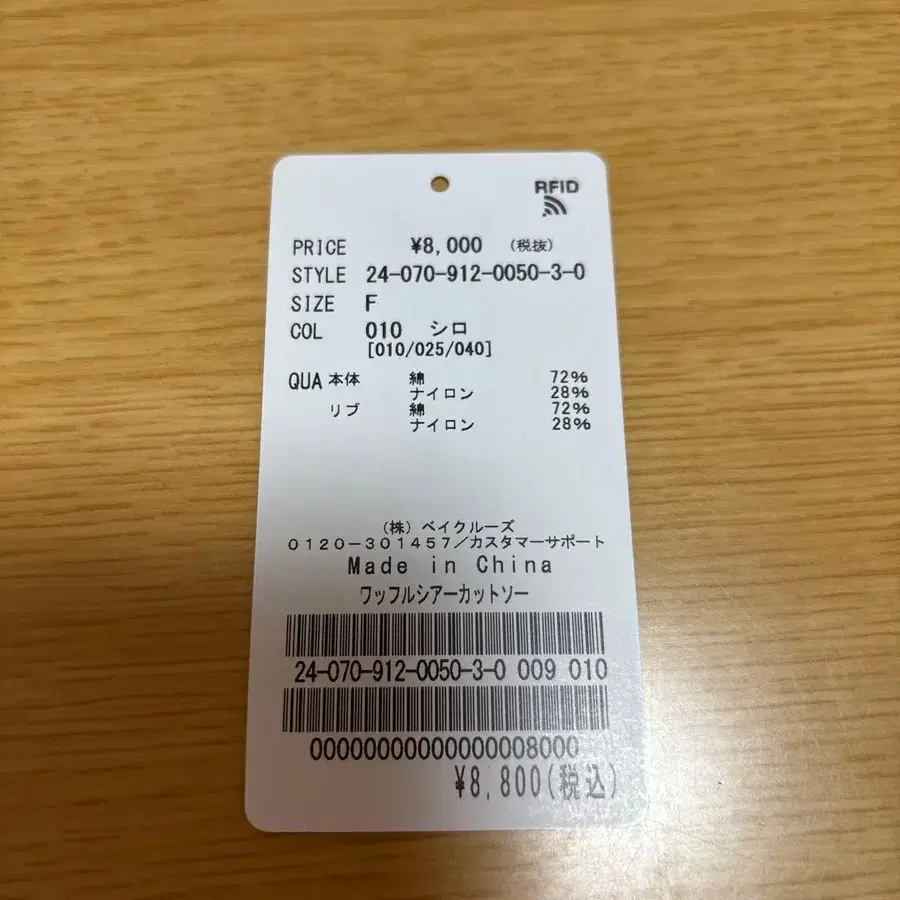 RFID
PRICE ¥8,000 (税抜)
STYLE 24-070-912-0050-3-0
SIZE F
COL 010 シロ
[010/025/040]
QUA 本体 綿 72%
ナイロン 28%
リブ 綿 72%
ナイロン 28%
(株) ベイクルーズ
0120-301457/カスタマーサポート
Made in China
ワッフルシアーカットソー
24-070-912-0050-3-0 009 010
00000000000000008000
¥8,800(税込)